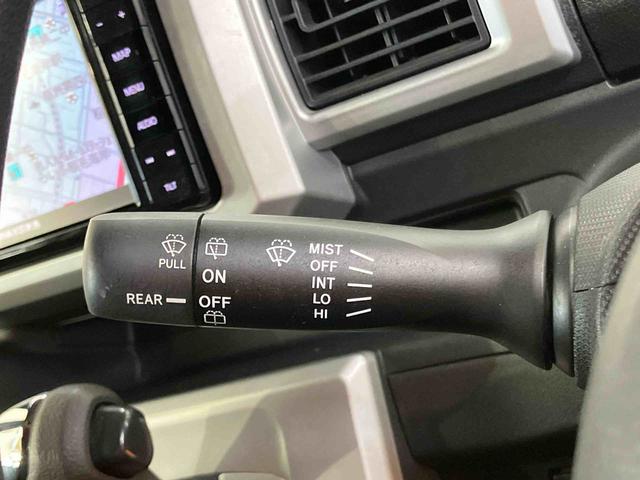 MAP
MENU
AUDIO
TILT
PULL
REAR
ON
OFF
MIST
OFF
INT
LO
HI